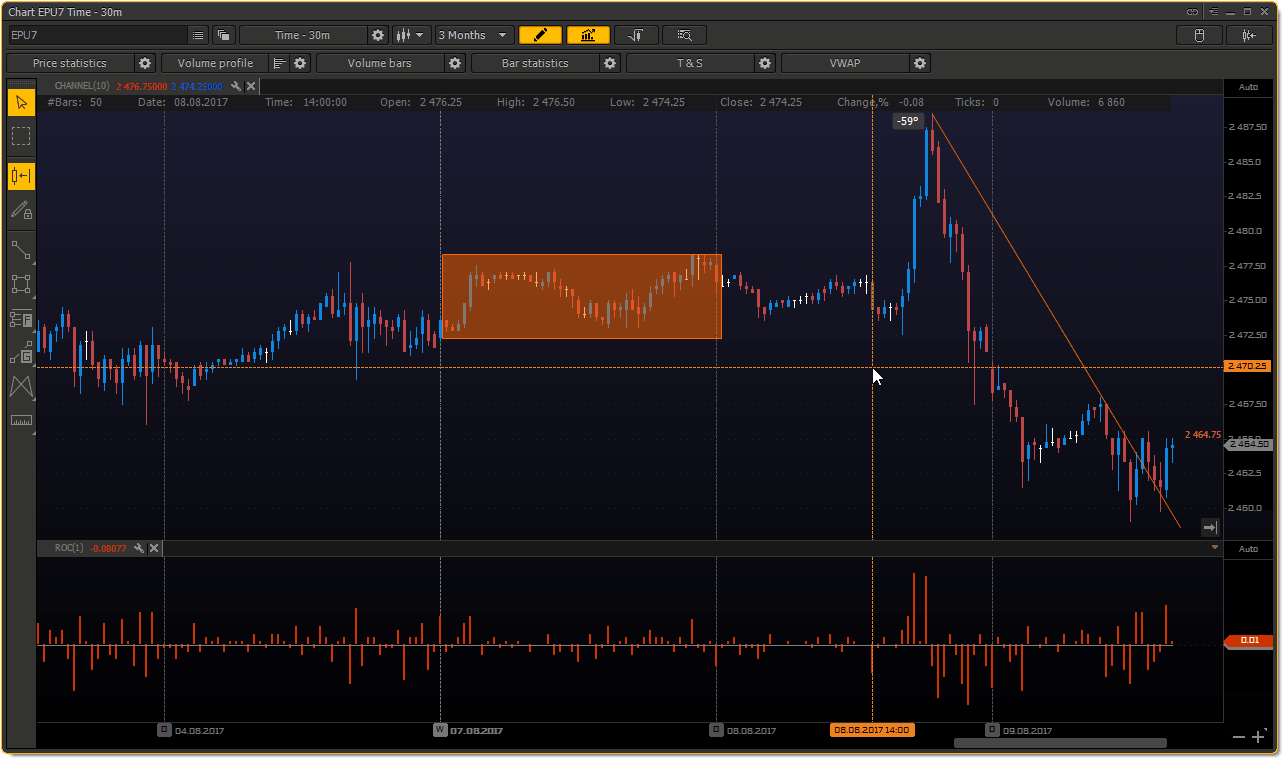 Chart EPU7 Time - 30m
EPU7 Time - 30m 3 Months
Price statistics Volume profile Volume bars Bar statistics T & S VWAP
CHANNEL(10) 2 476.75000 2 474.25000 Auto
#Bars: 50 Date: 08.08.2017 Time: 14:00:00 Open: 2 476.25 High: 2 476.50 Low: 2 474.25 Close: 2 474.25 Change,% -0.08 Ticks: 0 Volume: 6 860
-59°
2 487.50
2 485.0
2 482.5
2 480.0
2 477.50
2 475.00
2 472.50
2 470.25
2 457.50
2 464.75
2 454.50
2 452.5
2 450.0
ROC(1) -0.08077 Auto
0.01
D 04.08.2017 W 07.08.2017 D 08.08.2017 08.08.2017 14:00 D 09.08.2017